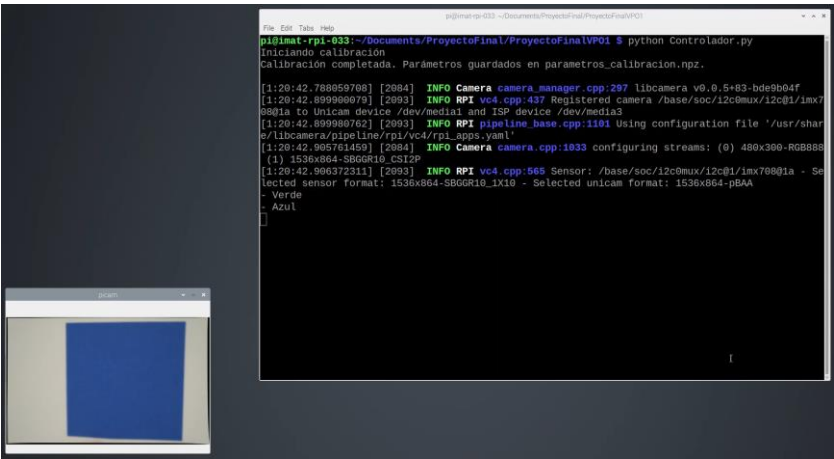 pi@imat-rpi-033: ~/Documents/ProyectoFinal/ProyectoFinalVPO1
File Edit Tabs Help
pi@imat-rpi-033:~/Documents/ProyectoFinal/ProyectoFinalVPO1 $ python Controlador.py
Iniciando calibración
Calibración completada. Parámetros guardados en parametros_calibracion.npz.
[1:20:42.788059708] [2084] INFO Camera camera_manager.cpp:297 libcamera v0.0.5+83-bde9b04f
[1:20:42.899900079] [2093] INFO RPI vc4.cpp:437 Registered camera /base/soc/i2c0mux/i2c@1/imx7
08@1a to Unicam device /dev/media1 and ISP device /dev/media3
[1:20:42.899980762] [2093] INFO RPI pipeline_base.cpp:1101 Using configuration file '/usr/shar
e/libcamera/pipeline/rpi/vc4/rpi_apps.yaml'
[1:20:42.905761459] [2084] INFO Camera camera.cpp:1033 configuring streams: (0) 480x300-RGB888
(1) 1536x864-SBGGR10_CSI2P
[1:20:42.906372311] [2093] INFO RPI vc4.cpp:565 Sensor: /base/soc/i2c0mux/i2c@1/imx708@1a - Se
lected sensor format: 1536x864-SBGGR10_1X10 - Selected unicam format: 1536x864-pBAA
- Verde
- Azul
picam